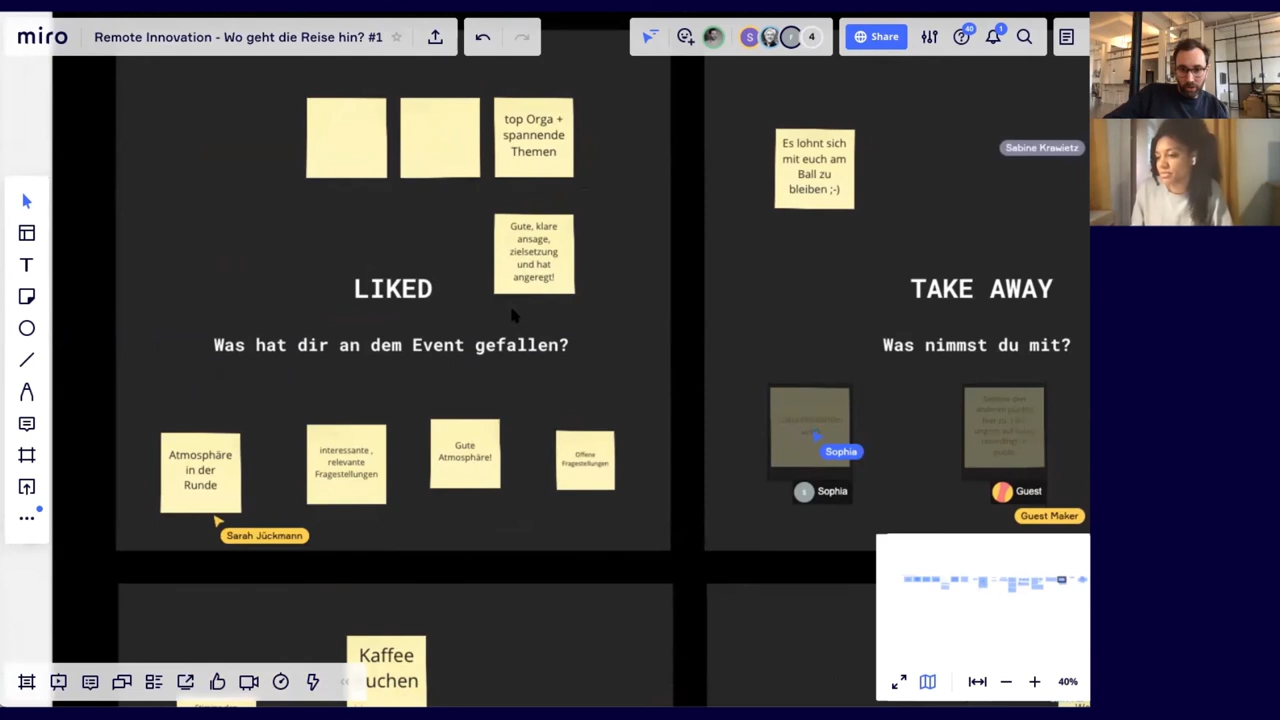 miro
Remote Innovation - Wo geht die Reise hin? #1
S
4
Share
40
1
top Orga +
spannende
Themen
Gute, klare
ansage,
zielsetzung
und hat
angeregt!
LIKED
Was hat dir an dem Event gefallen?
Atmosphäre
in der
Runde
interessante ,
relevante
Fragestellungen
Gute
Atmosphäre!
Offene
Fragestellungen
Sarah Jückmann
Es lohnt sich
mit euch am
Ball zu
bleiben ;-)
Sabine Krawietz
TAKE AWAY
Was nimmst du mit?
Sophia
S
Sophia
Guest
Guest Maker
Kaffee
40%